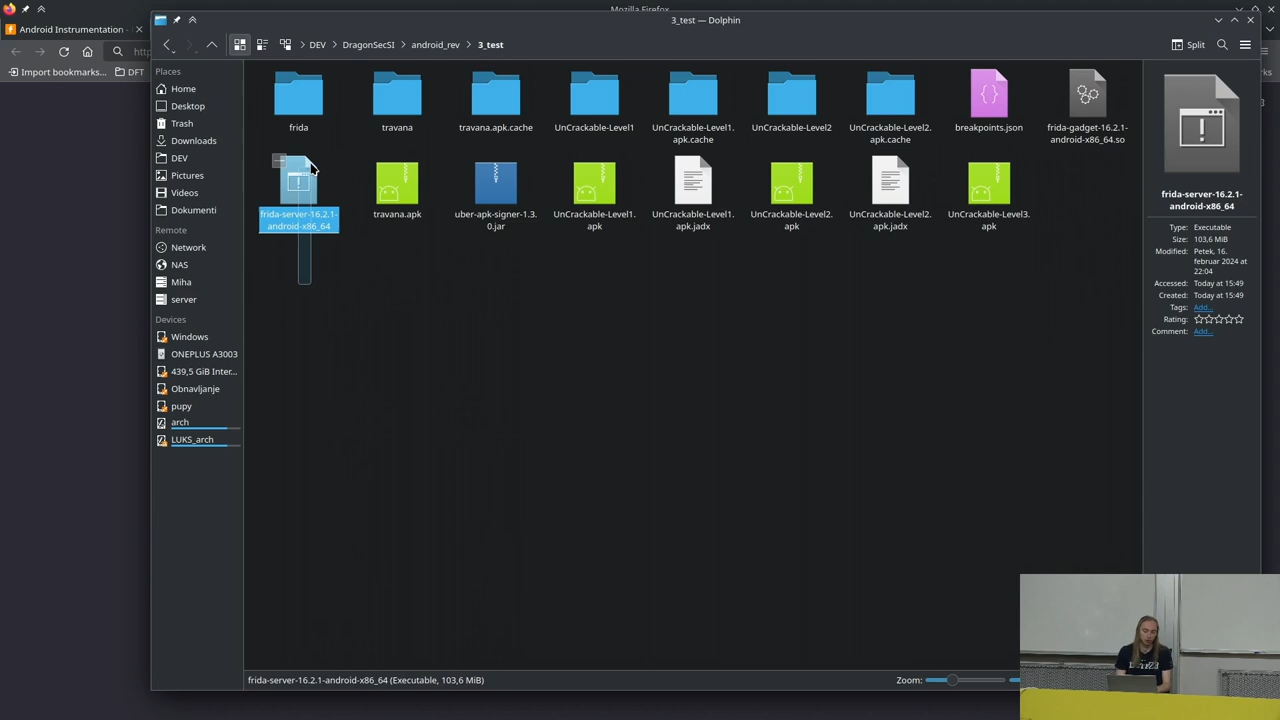 Mozilla Firefox
Android Instrumentation
http
Import bookmarks...
DFT
3_test — Dolphin
DEV
DragonSecSI
android_rev
3_test
Split
Places
Home
Desktop
Trash
Downloads
DEV
Pictures
Videos
Dokumenti
Remote
Network
NAS
Miha
server
Devices
Windows
ONEPLUS A3003
439,5 GiB Inter...
Obnavljanje
pupy
arch
LUKS_arch
frida
travana
travana.apk.cache
UnCrackable-Level1
UnCrackable-Level1.
apk.cache
UnCrackable-Level2
UnCrackable-Level2.
apk.cache
breakpoints.json
frida-gadget-16.2.1-
android-x86_64.so
frida-server-16.2.1-
android-x86_64
travana.apk
uber-apk-signer-1.3.
0.jar
UnCrackable-Level1.
apk
UnCrackable-Level1.
apk.jadx
UnCrackable-Level2.
apk
UnCrackable-Level2.
apk.jadx
UnCrackable-Level3.
apk
frida-server-16.2.1-
android-x86_64
Type: Executable
Size: 103,6 MiB
Modified: Petek, 16.
februar 2024 at
22:04
Accessed: Today at 15:49
Created: Today at 15:49
Tags: Add...
Rating:
Comment: Add...
frida-server-16.2.1-android-x86_64 (Executable, 103,6 MiB)
Zoom: